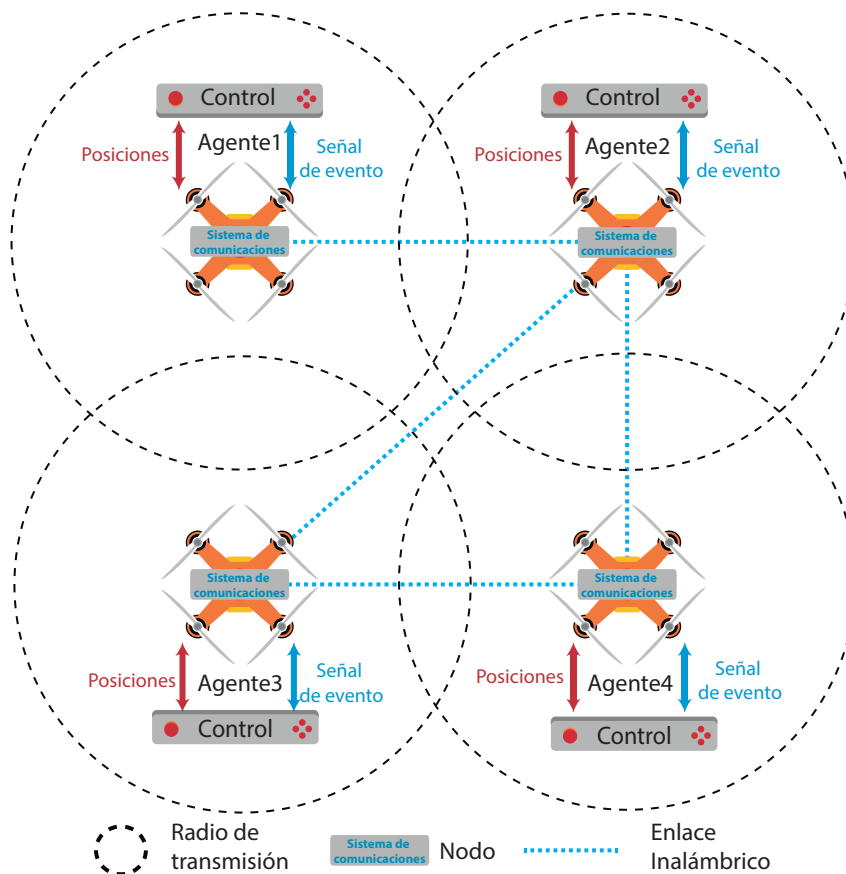 Control
Control
Agente1
Agente2
Posiciones
Señal
de evento
Posiciones
Señal
de evento
Sistema de
comunicaciones
Sistema de
comunicaciones
Sistema de
comunicaciones
Sistema de
comunicaciones
Posiciones
Agente3
Señal
de evento
Posiciones
Agente4
Señal
de evento
Control
Control
Radio de
transmisión
Sistema de
comunicaciones
Nodo
Enlace
Inalámbrico